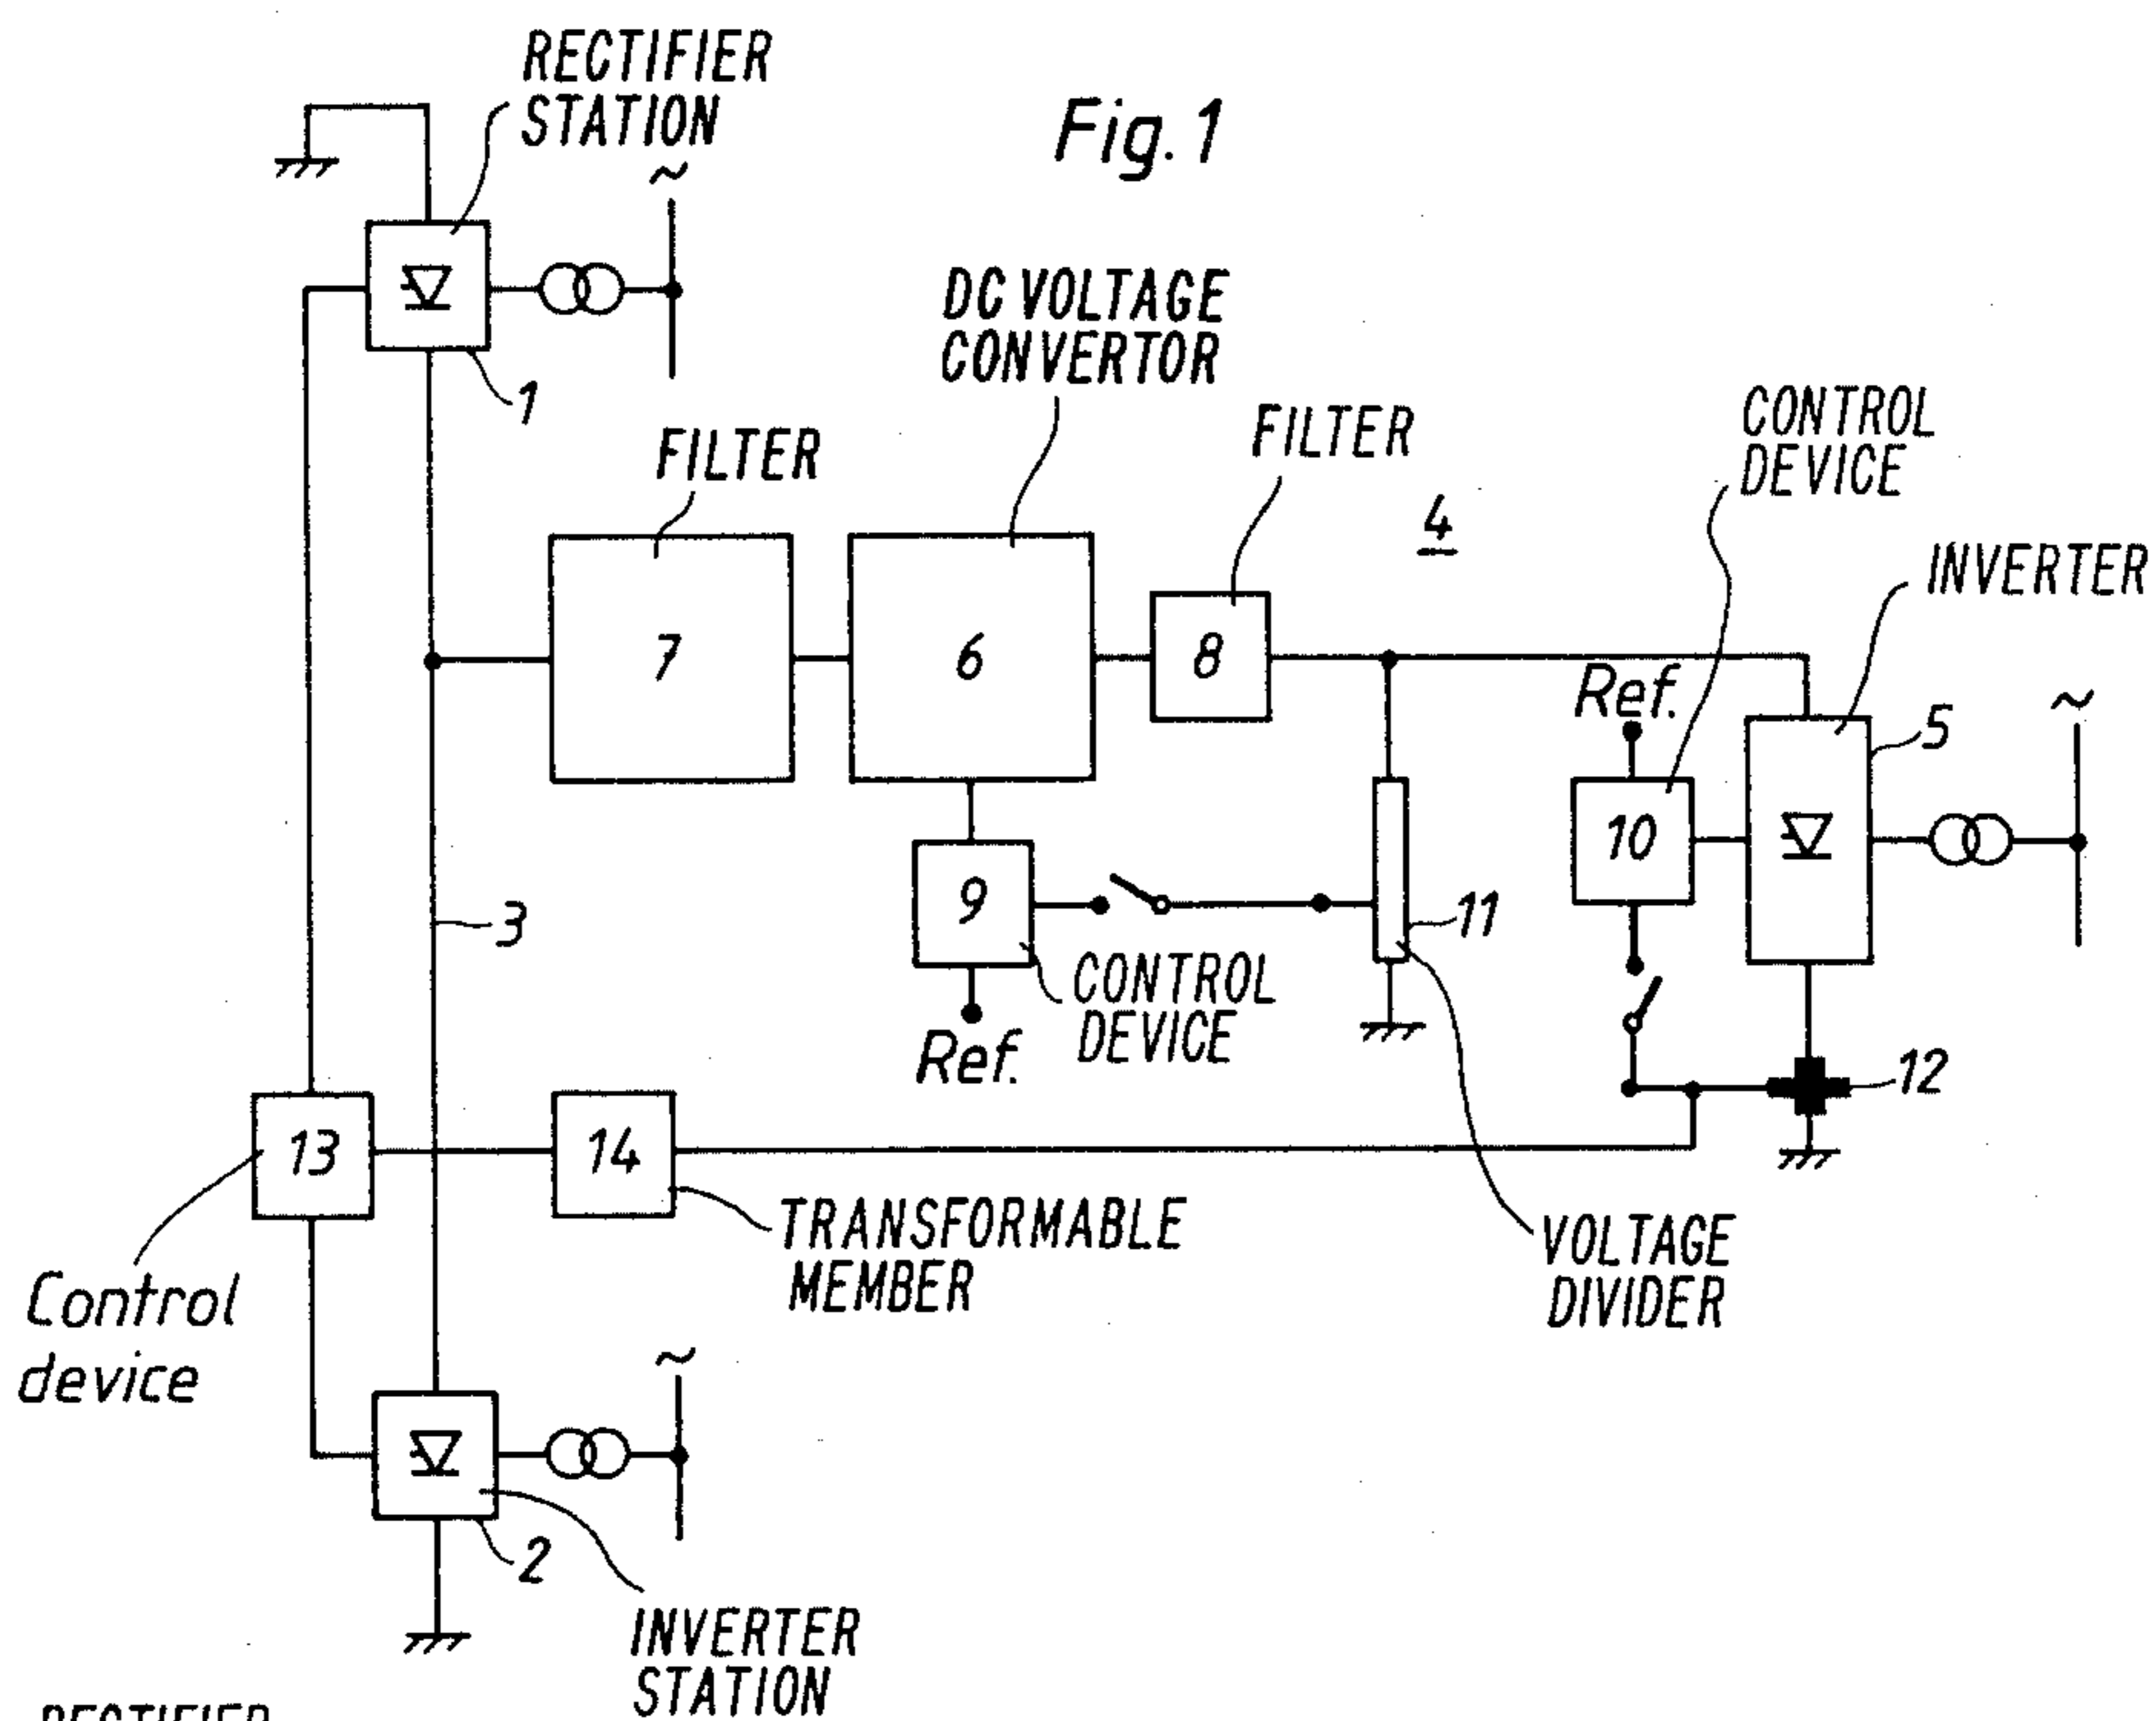 RECTIFIER
STATION
Fig. 1
~
1
DC VOLTAGE
CONVERTOR
FILTER
FILTER
CONTROL
DEVICE
4
INVERTER
7
6
8
Ref.
5
~
10
9
11
3
CONTROL
DEVICE
Ref.
12
13
14
TRANSFORMABLE
MEMBER
VOLTAGE
DIVIDER
Control
device
~
2
INVERTER
STATION
RECTIFIER